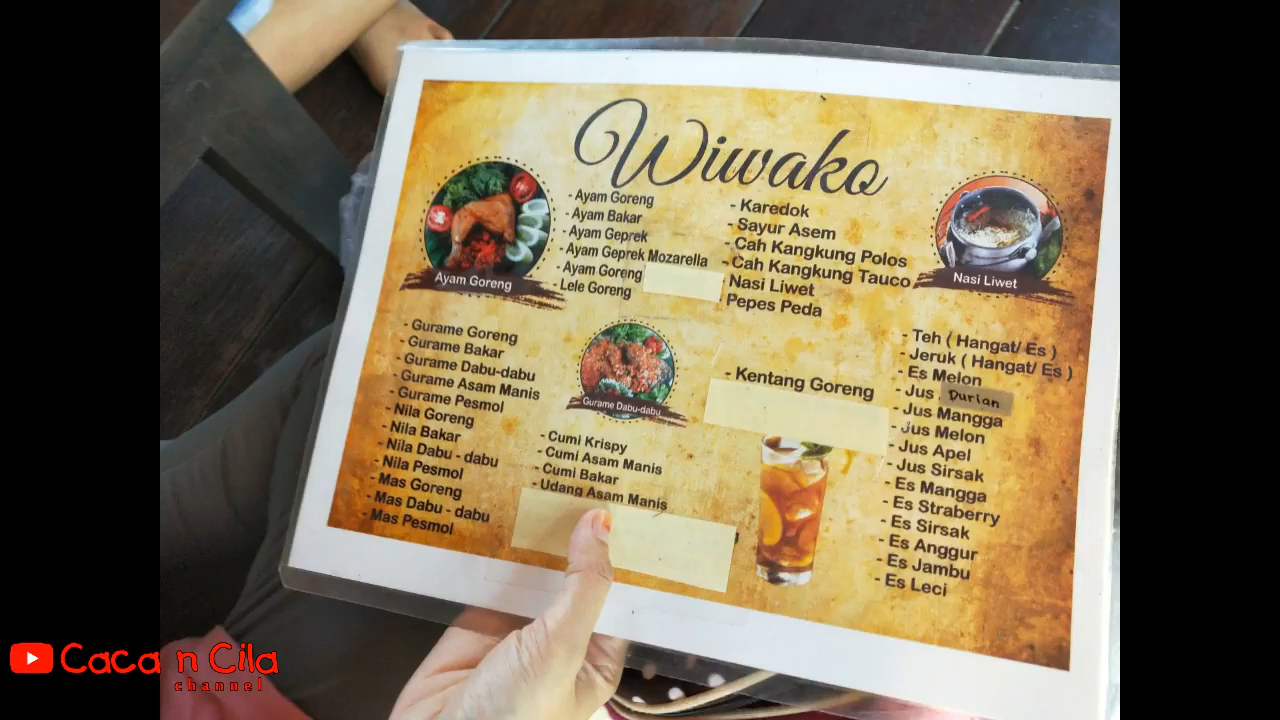 Wiwako
Ayam Goreng
- Ayam Goreng
- Ayam Bakar
- Ayam Geprek
- Ayam Geprek Mozarella
- Ayam Goreng
- Lele Goreng
- Karedok
- Sayur Asem
- Cah Kangkung Polos
- Cah Kangkung Tauco
- Nasi Liwet
- Pepes Peda
Nasi Liwet
- Gurame Goreng
- Gurame Bakar
- Gurame Dabu-dabu
- Gurame Asam Manis
- Gurame Pesmol
- Nila Goreng
- Nila Bakar
- Nila Dabu - dabu
- Nila Pesmol
- Mas Goreng
- Mas Dabu - dabu
- Mas Pesmol
Gurame Dabu-dabu
- Cumi Krispy
- Cumi Asam Manis
- Cumi Bakar
- Udang Asam Manis
- Kentang Goreng
- Teh ( Hangat/ Es )
- Jeruk ( Hangat/ Es )
- Es Melon
- Jus Durian
- Jus Mangga
- Jus Melon
- Jus Apel
- Jus Sirsak
- Es Mangga
- Es Straberry
- Es Sirsak
- Es Anggur
- Es Jambu
- Es Leci
Caca n Cila
channel